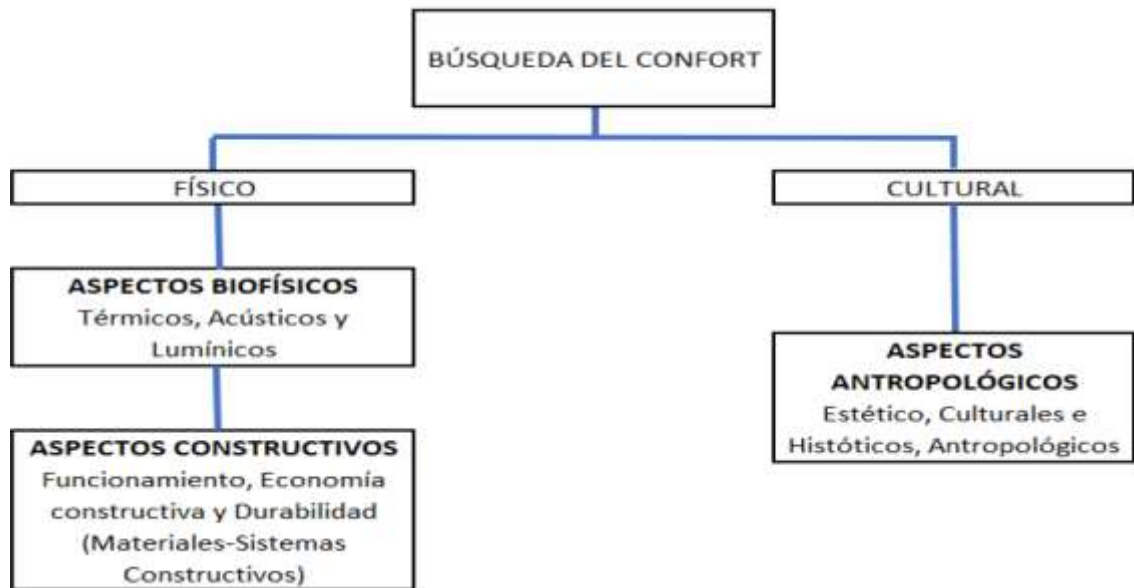 BÚSQUEDA DEL CONFORT
FÍSICO
CULTURAL
ASPECTOS BIOFÍSICOS
Térmicos, Acústicos y
Lumínicos
ASPECTOS
ANTROPOLÓGICOS
Estético, Culturales e
Históticos, Antropológicos
ASPECTOS CONSTRUCTIVOS
Funcionamiento, Economía
constructiva y Durabilidad
(Materiales-Sistemas
Constructivos)